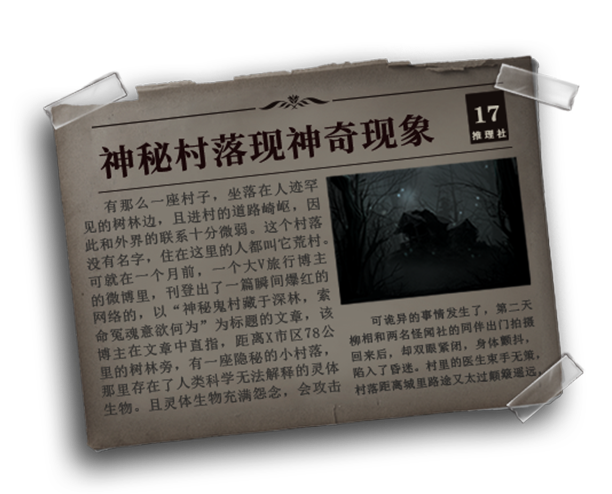 神秘村落现神奇现象
17
推理社
有那么一座村子，坐落在人迹罕
见的树林边，且进村的道路崎岖，因
此和外界的联系十分微弱。这个村落
没有名字，住在这里的人都叫它荒村。
可就在一个月前，一个大V旅行博主
的微博里，刊登出了一篇瞬间爆红的
网络的，以“神秘鬼村藏于深林，索
命冤魂意欲何为”为标题的文章，该
博主在文章中直指，距离X市区78公
里的树林旁，有一座隐秘的小村落，
那里存在了人类科学无法解释的灵体
生物。且灵体生物充满怨念，会攻击
可诡异的事情发生了，第二天
柳相和两名怪闻社的同伴出门拍摄
回来后，却双眼紧闭，身体颤抖，
陷入了昏迷。村里的医生束手无策，
村落距离城里路途又太过颠簸遥远，